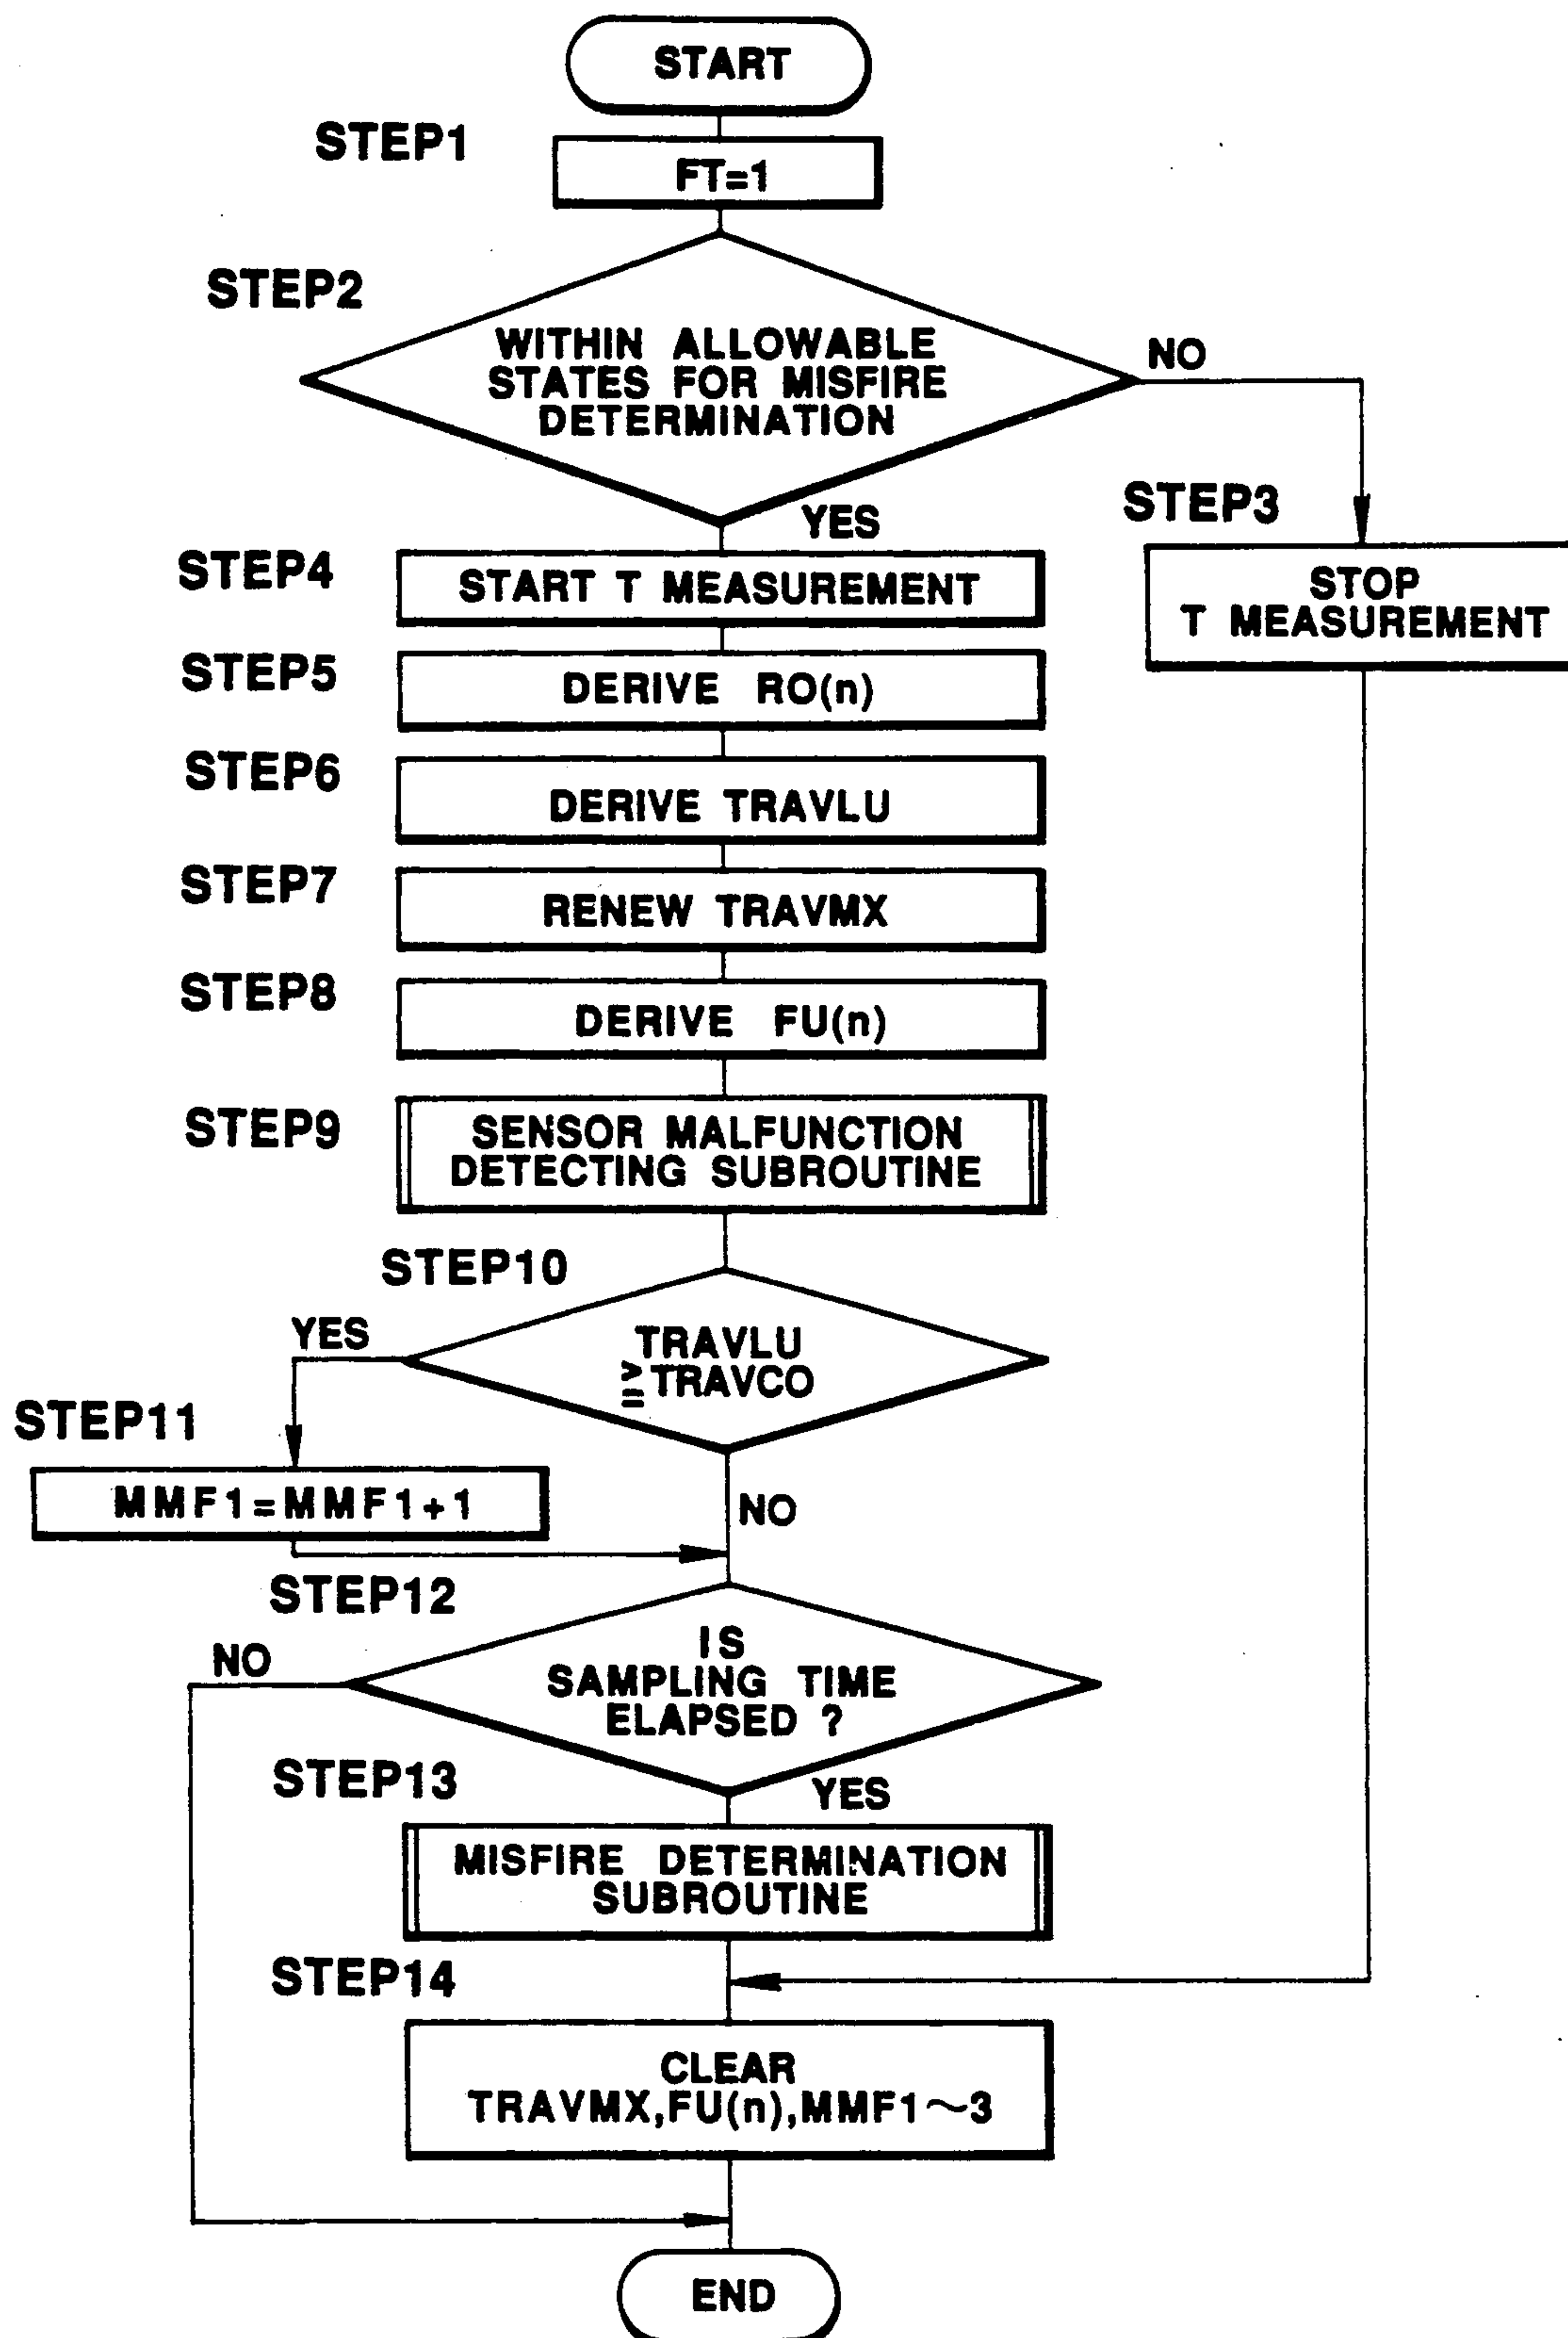 START
STEP1
FT=1
STEP2
WITHIN ALLOWABLE
STATES FOR MISFIRE
DETERMINATION
NO
YES
STEP3
STOP
T MEASUREMENT
STEP4
START T MEASUREMENT
STEP5
DERIVE RO(n)
STEP6
DERIVE TRAVLU
STEP7
RENEW TRAVMX
STEP8
DERIVE FU(n)
STEP9
SENSOR MALFUNCTION
DETECTING SUBROUTINE
STEP10
YES
TRAVLU
≧TRAVCO
STEP11
MMF1=MMF1+1
NO
STEP12
NO
IS
SAMPLING TIME
ELAPSED ?
STEP13
YES
MISFIRE DETERMINATION
SUBROUTINE
STEP14
CLEAR
TRAVMX,FU(n),MMF1~3
END